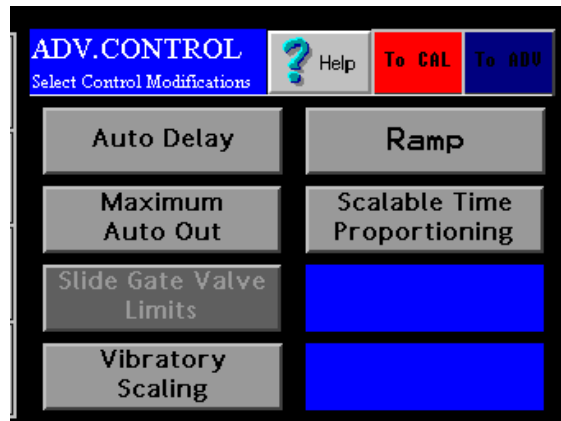 ADV.CONTROL
Select Control Modifications
Help
To CAL
To ADV
Auto Delay
Ramp
Maximum
Auto Out
Scalable Time
Proportioning
Slide Gate Valve
Limits
Vibratory
Scaling